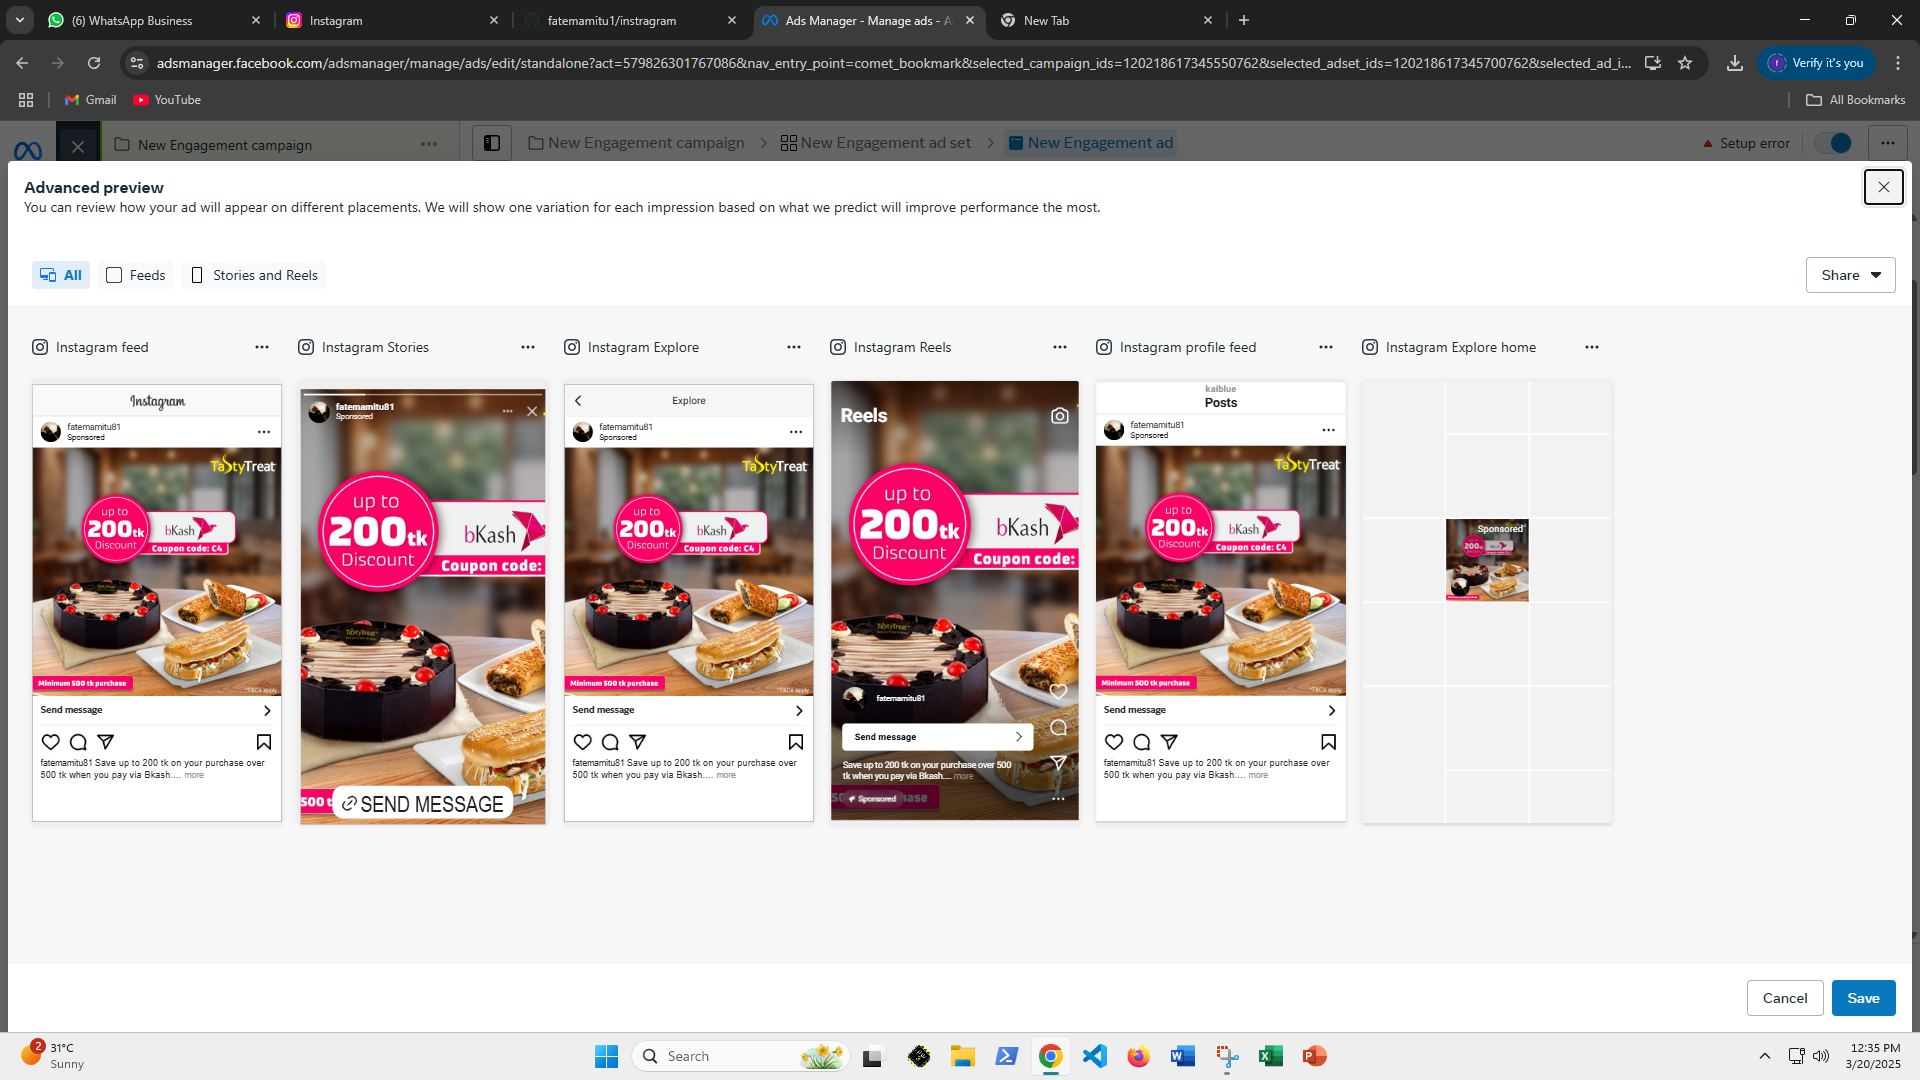 (6) WhatsApp Business
Instagram
fatemamitu1/instragram
Ads Manager - Manage ads - A
New Tab
adsmanager.facebook.com/adsmanager/manage/ads/edit/standalone?act=579826301767086&nav_entry_point=comet_bookmark&selected_campaign_ids=120218617345550762&selected_adset_ids=120218617345700762&selected_ad_i...
Verify it's you
Gmail
YouTube
All Bookmarks
New Engagement campaign
New Engagement campaign
New Engagement ad set
New Engagement ad
Setup error
Advanced preview
You can review how your ad will appear on different placements. We will show one variation for each impression based on what we predict will improve performance the most.
All
Feeds
Stories and Reels
Share
Instagram feed
Instagram Stories
Instagram Explore
Instagram Reels
Instagram profile feed
Instagram Explore home
Instagram
fatemamitu81
Sponsored
TastyTreat
up to
200tk
Discount
bKash
Coupon code: C4
Minimum 500 tk purchase
*T&Cs apply
Send message
fatemamitu81 Save up to 200 tk on your purchase over
500 tk when you pay via Bkash.... more
fatemamitu81
Sponsored
up to
200tk
Discount
bKash
Coupon code:
TastyTreat
500 t
SEND MESSAGE
Explore
fatemamitu81
Sponsored
TastyTreat
up to
200tk
Discount
bKash
Coupon code: C4
Minimum 500 tk purchase
*T&Cs apply
Send message
fatemamitu81 Save up to 200 tk on your purchase over
500 tk when you pay via Bkash.... more
Reels
up to
200tk
Discount
bKash
Coupon code:
TastyTreat
fatemamitu81
Send message
Save up to 200 tk on your purchase over 500
tk when you pay via Bkash.... more
Sponsored
hase
kaiblue
Posts
fatemamitu81
Sponsored
TastyTreat
up to
200tk
Discount
bKash
Coupon code: C4
Minimum 500 tk purchase
*T&Cs apply
Send message
fatemamitu81 Save up to 200 tk on your purchase over
500 tk when you pay via Bkash.... more
Sponsored
200
Cancel
Save
2
31°C
Sunny
Search
12:35 PM
3/20/2025